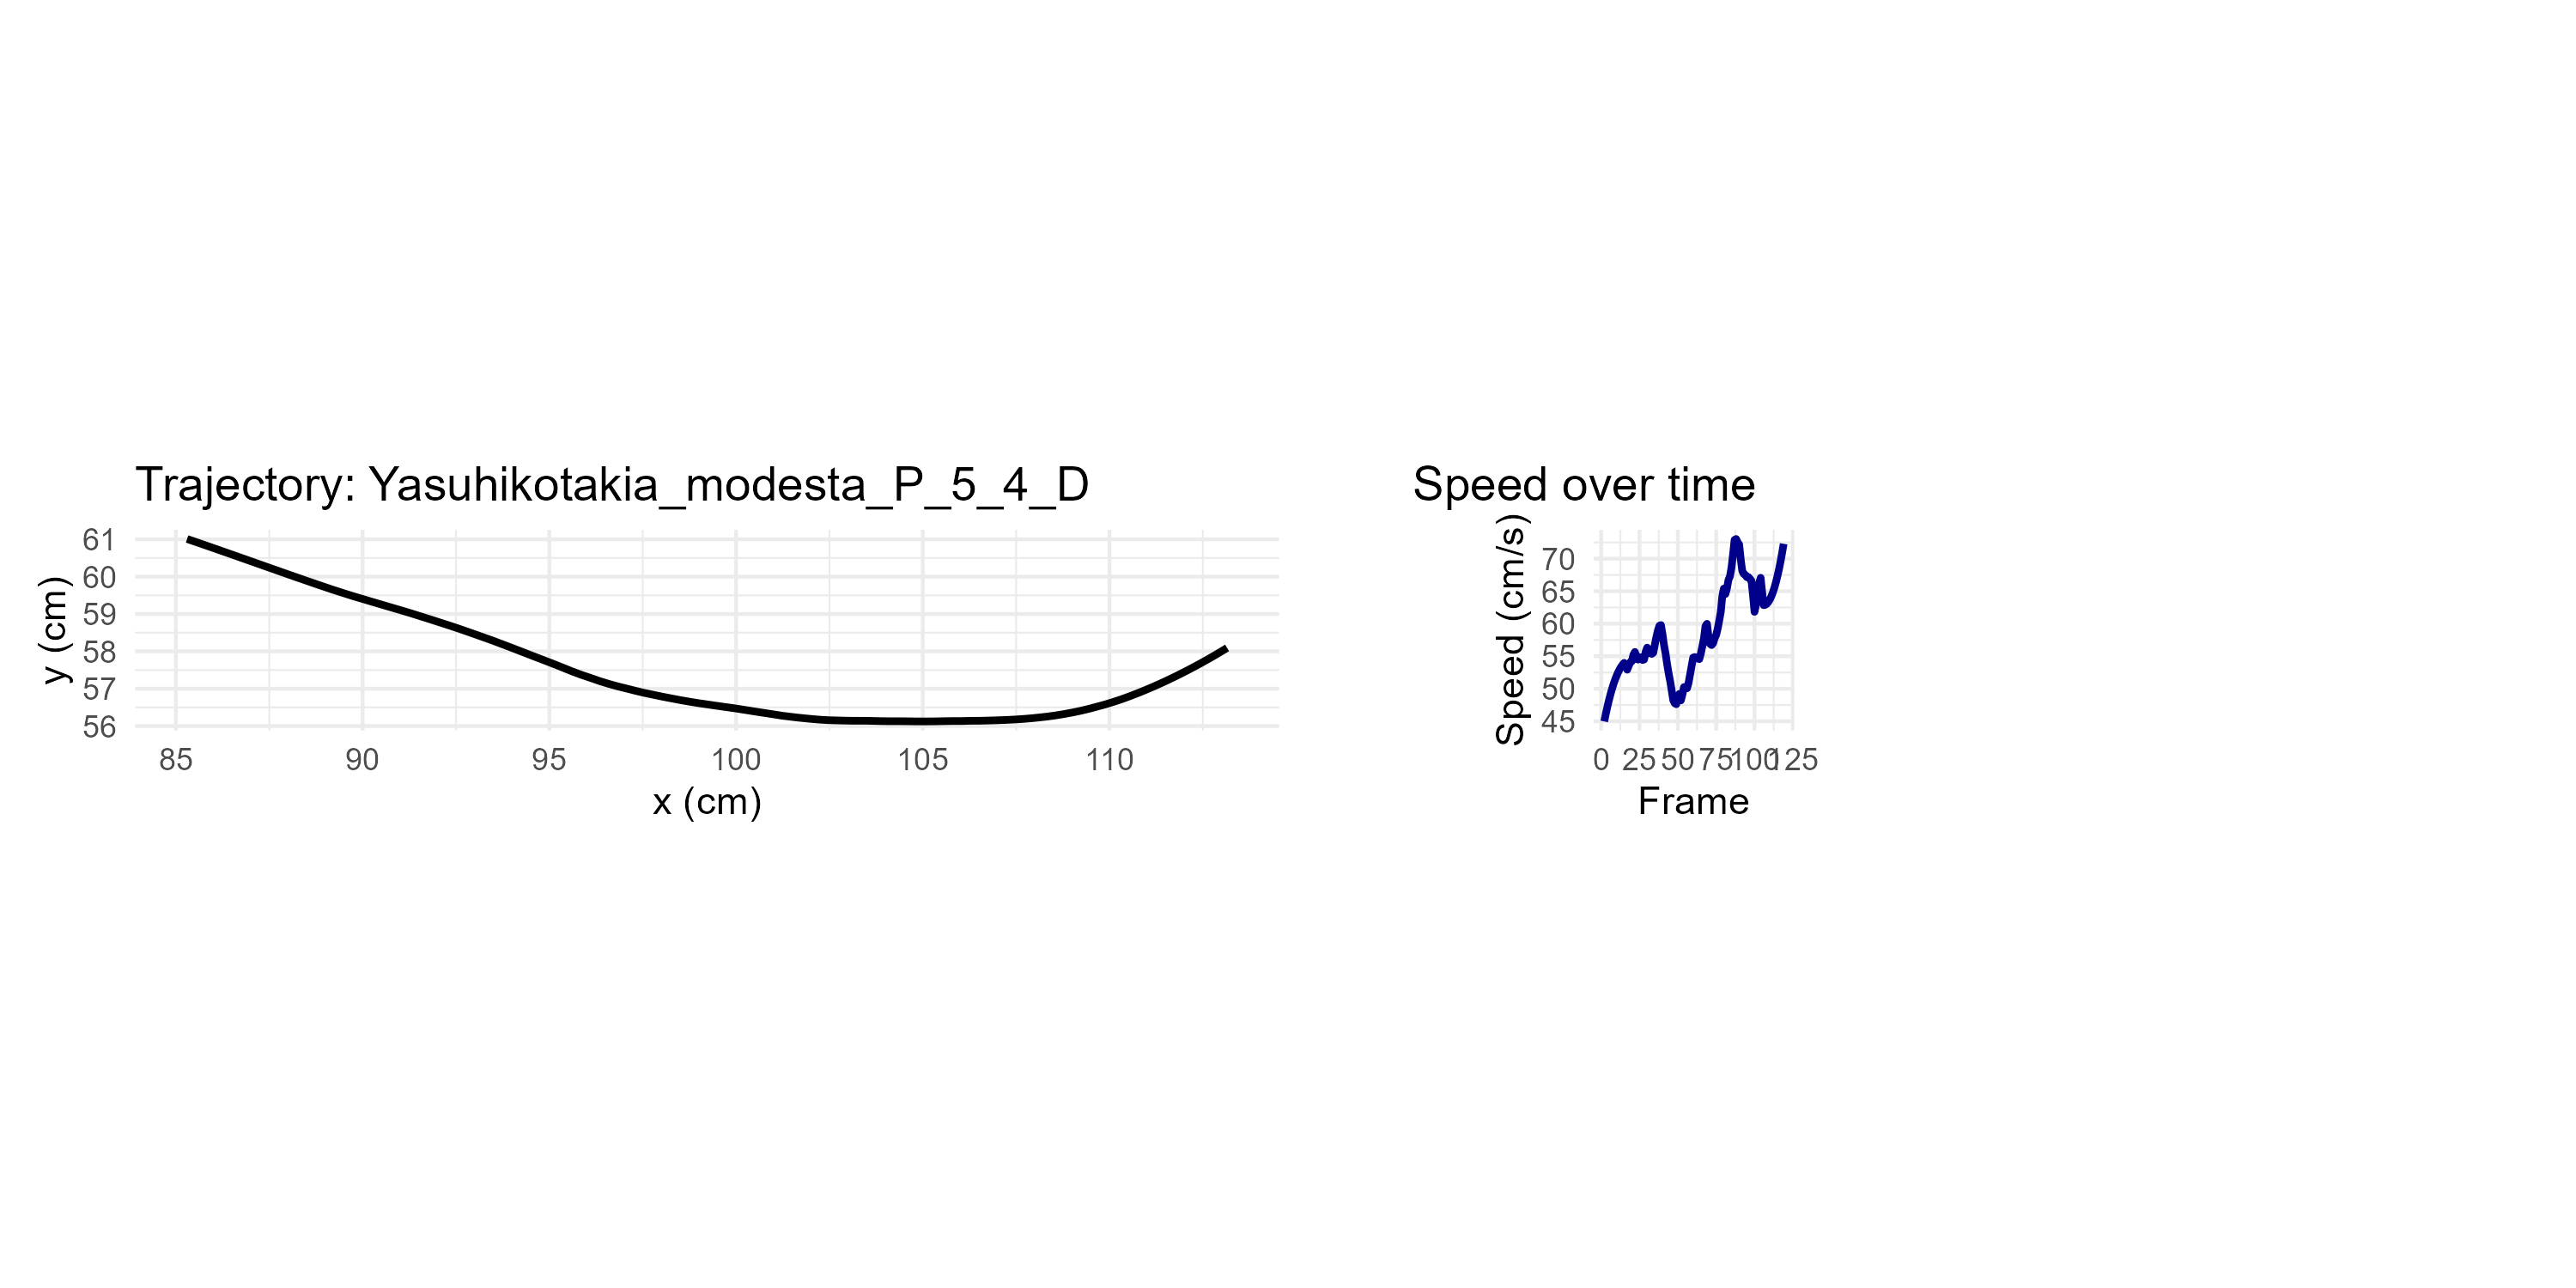 Trajectory: Yasuhikotakia_modesta_P_5_4_D
y (cm)
61
60
59
58
57
56
85 90 95 100 105 110
x (cm)
Speed over time
Speed (cm/s)
70
65
60
55
50
45
0 25 50 75 100 125
Frame